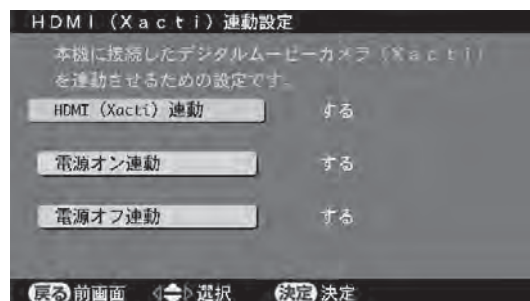 HDMI（Xacti）連動設定
本機に接続したデジタルムービーカメラ（Xacti）
を連動させるための設定です。
HDMI（Xacti）連動 する
電源オン連動 する
電源オフ連動 する
戻る 前画面 選択 決定 決定